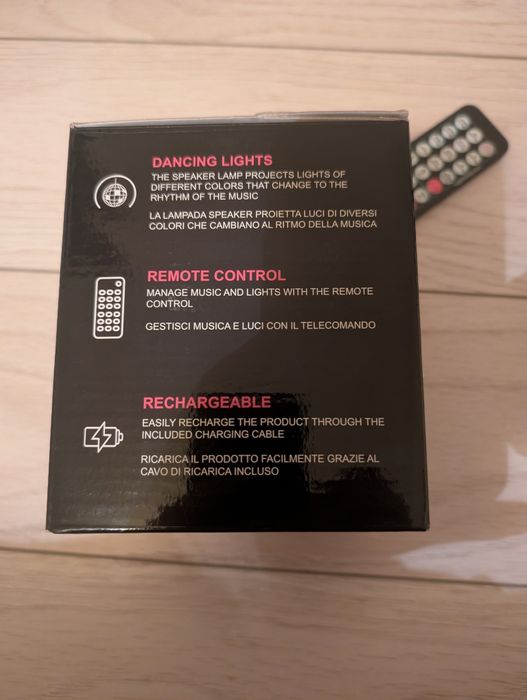 DANCING LIGHTS
THE SPEAKER LAMP PROJECTS LIGHTS OF
DIFFERENT COLORS THAT CHANGE TO THE
RHYTHM OF THE MUSIC
LA LAMPADA SPEAKER PROIETTA LUCI DI DIVERSI
COLORI CHE CAMBIANO AL RITMO DELLA MUSICA
REMOTE CONTROL
MANAGE MUSIC AND LIGHTS WITH THE REMOTE
CONTROL
GESTISCI MUSICA E LUCI CON IL TELECOMANDO
RECHARGEABLE
EASILY RECHARGE THE PRODUCT THROUGH THE
INCLUDED CHARGING CABLE
RICARICA IL PRODOTTO FACILMENTE GRAZIE AL
CAVO DI RICARICA INCLUSO